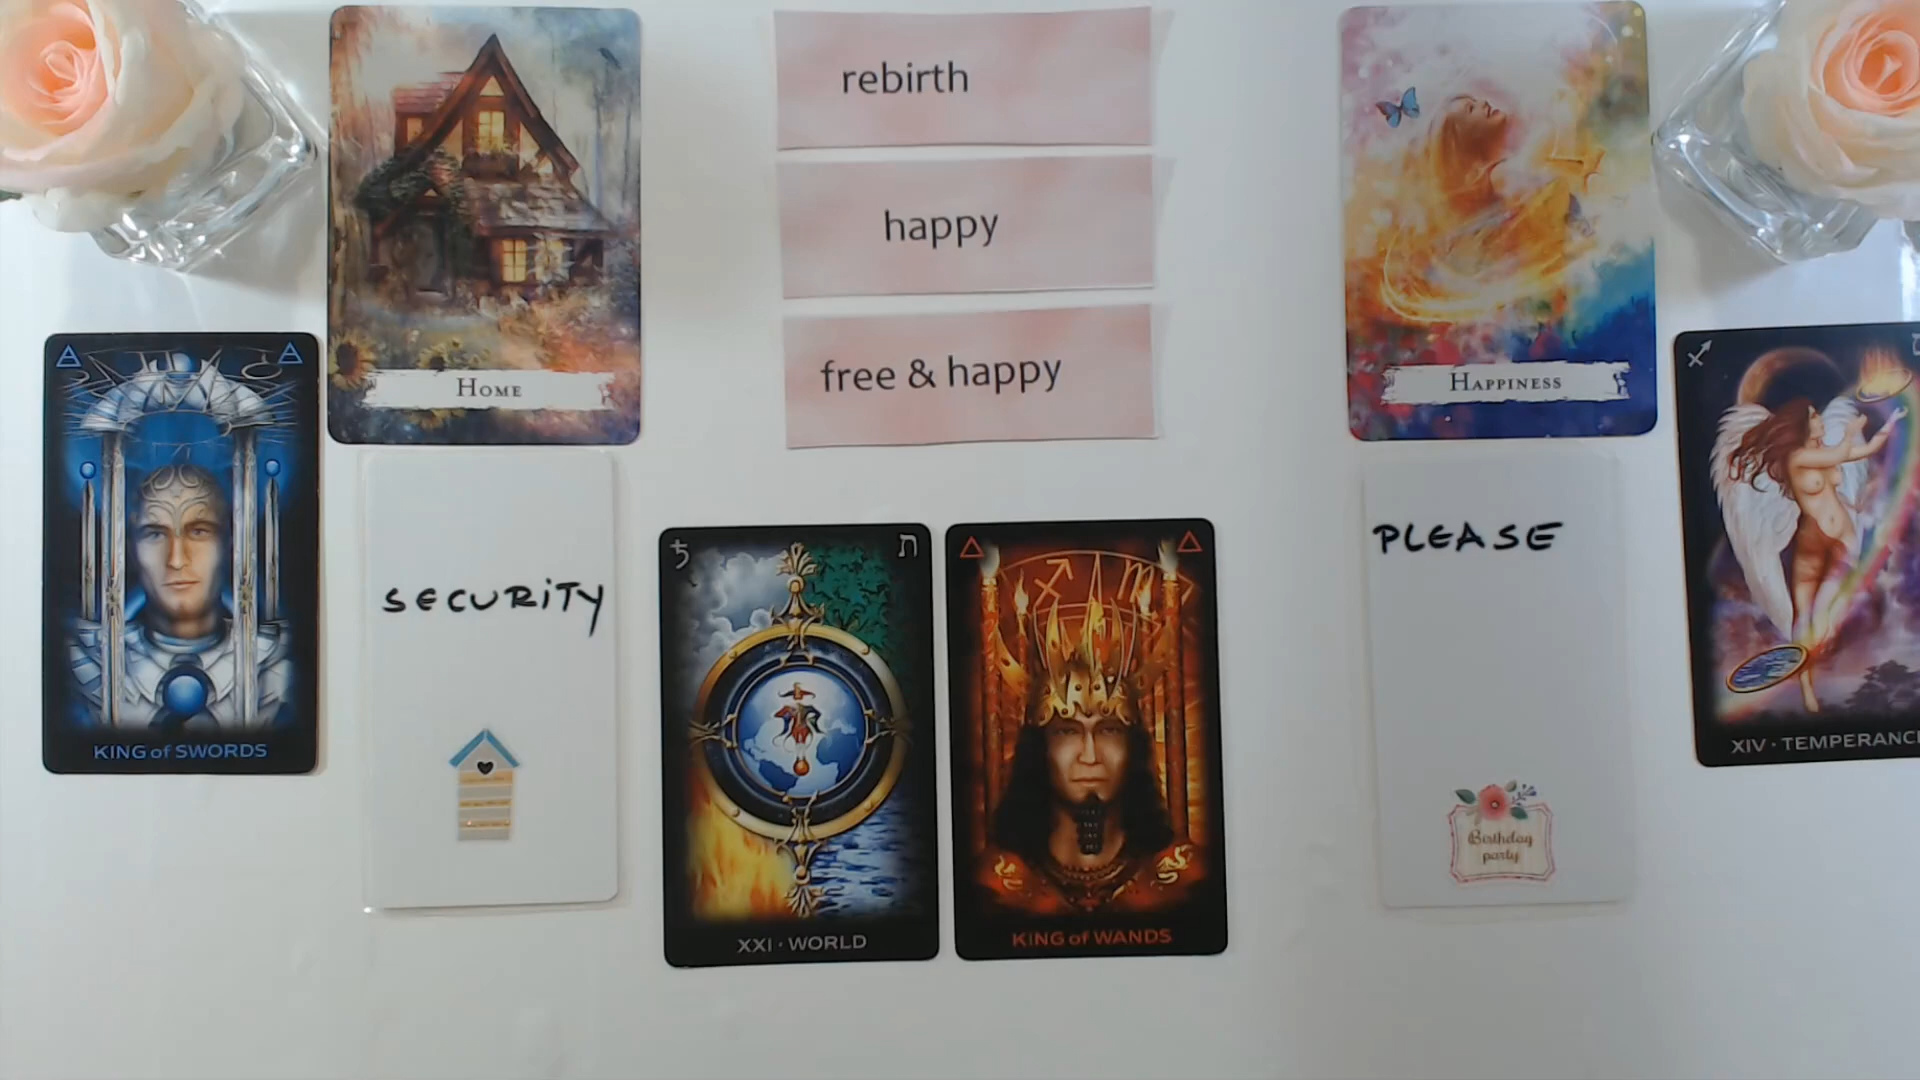 HOME
rebirth
happy
free & happy
HAPPINESS
KING of SWORDS
SECURITY
ת
XXI · WORLD
KING of WANDS
PLEASE
Birthday
party
XIV · TEMPERANC